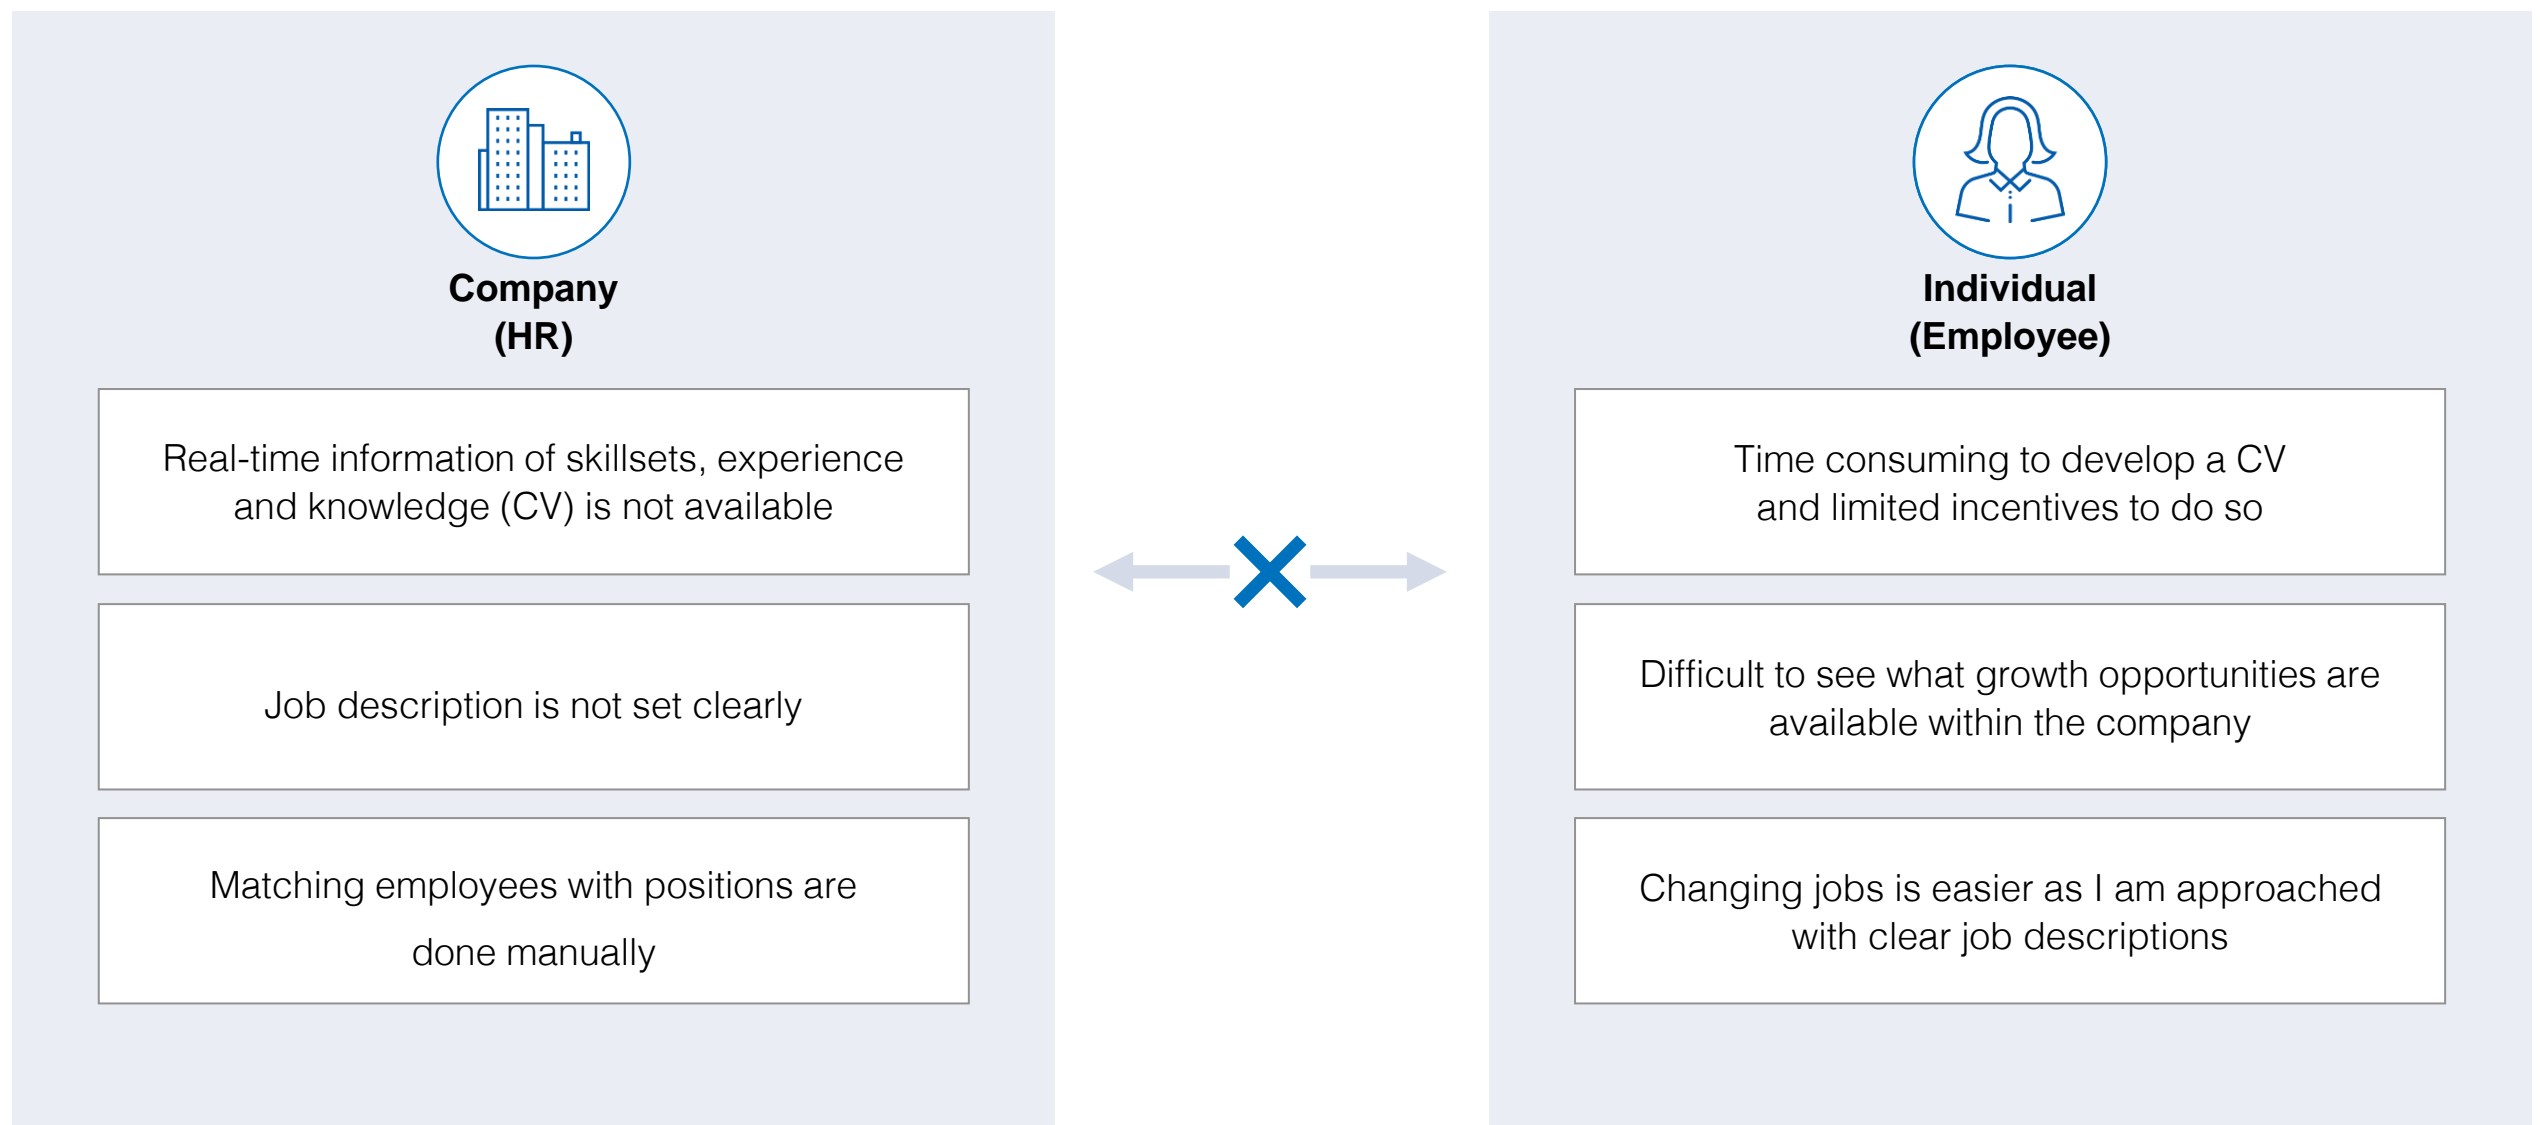 Company
(HR)
Real-time information of skillsets, experience
and knowledge (CV) is not available
Job description is not set clearly
Matching employees with positions are
done manually
Individual
(Employee)
Time consuming to develop a CV
and limited incentives to do so
Difficult to see what growth opportunities are
available within the company
Changing jobs is easier as I am approached
with clear job descriptions